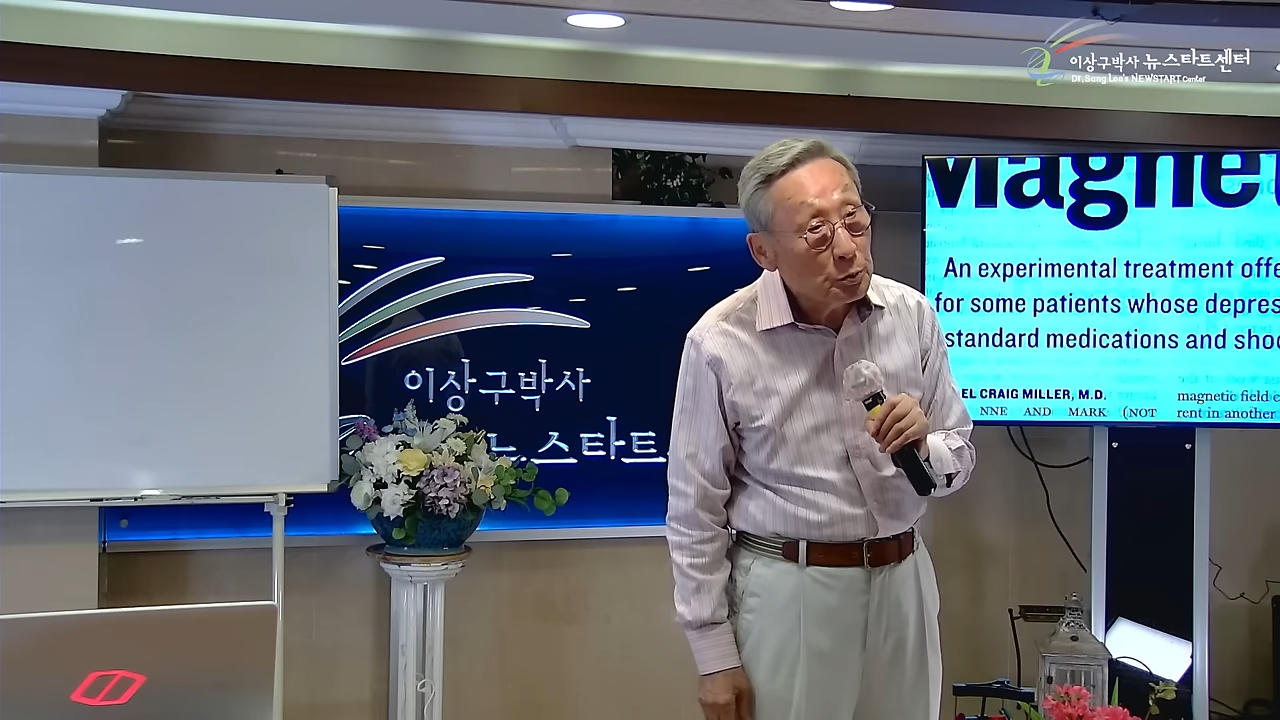 이상구박사 뉴스타트센터
Dr. Sang Lee's NEWSTART Center
Magnet
An experimental treatment offe
for some patients whose depres
standard medications and shoc
EL CRAIG MILLER, M.D.
NNE AND MARK (NOT
magnetic field c
rent in another
이상구박사
뉴스타트